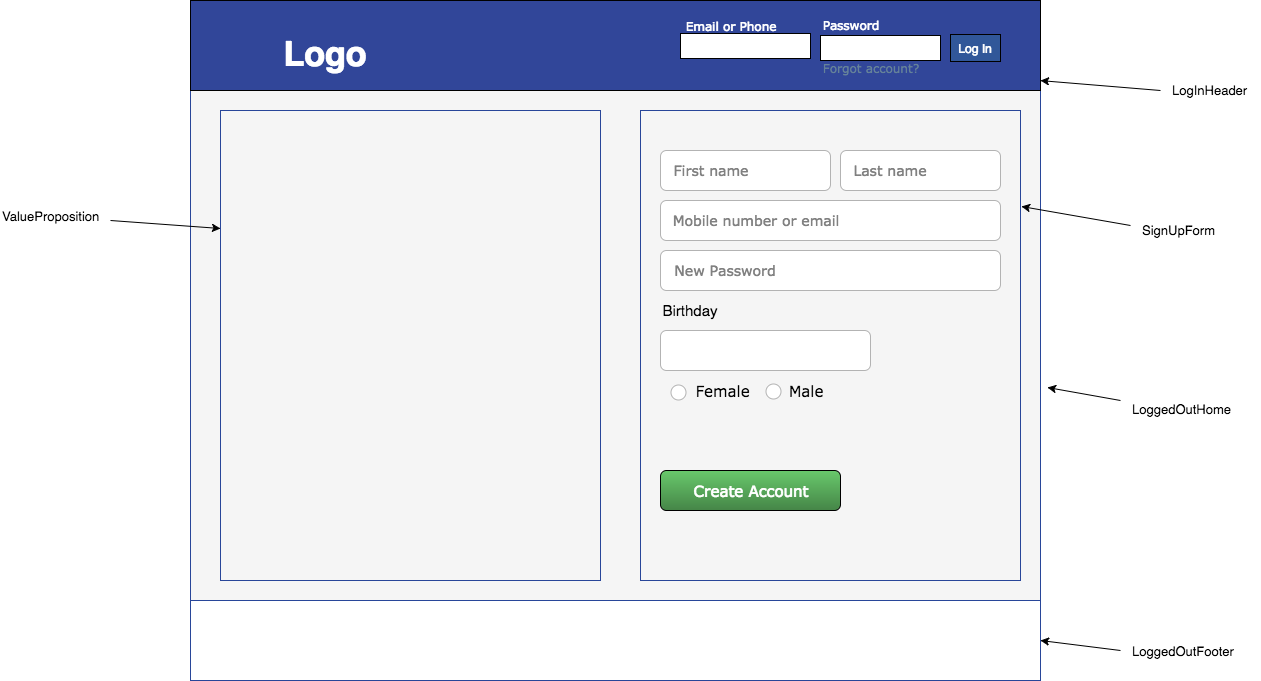 Logo
Email or Phone
Password
Log In
Forgot account?
LogInHeader
ValueProposition
First name
Last name
Mobile number or email
New Password
Birthday
Female
Male
Create Account
SignUpForm
LoggedOutHome
LoggedOutFooter